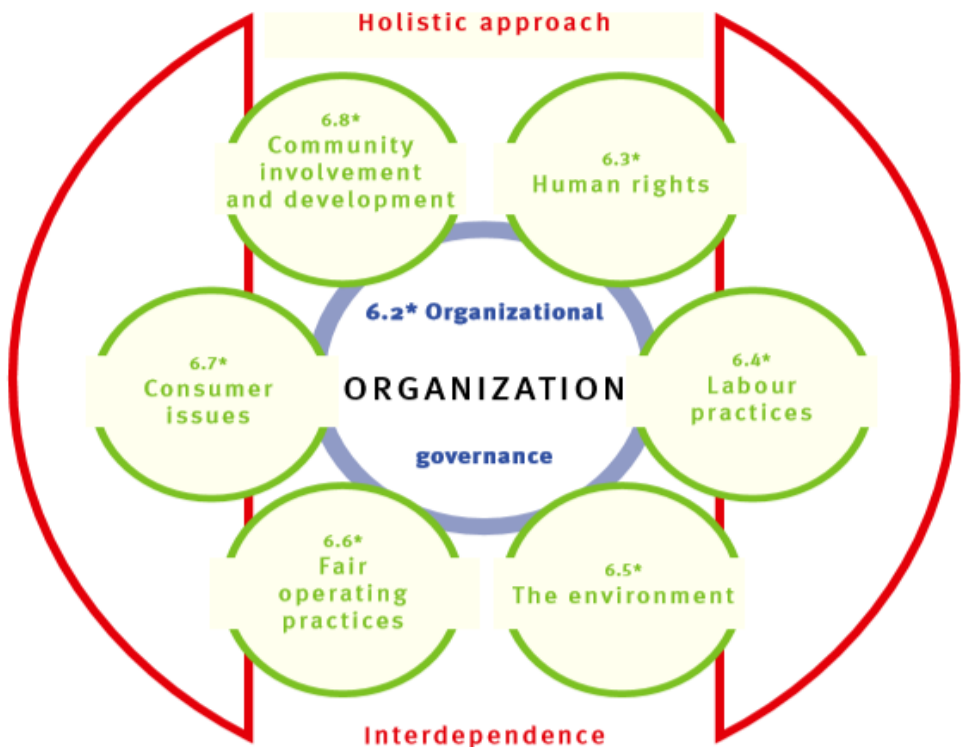 Holistic approach
6.8*
Community
involvement
and development
6.3*
Human rights
6.2* Organizational
6.7*
Consumer
issues
ORGANIZATION
6.4*
Labour
practices
governance
6.6*
Fair
operating
practices
6.5*
The environment
Interdependence